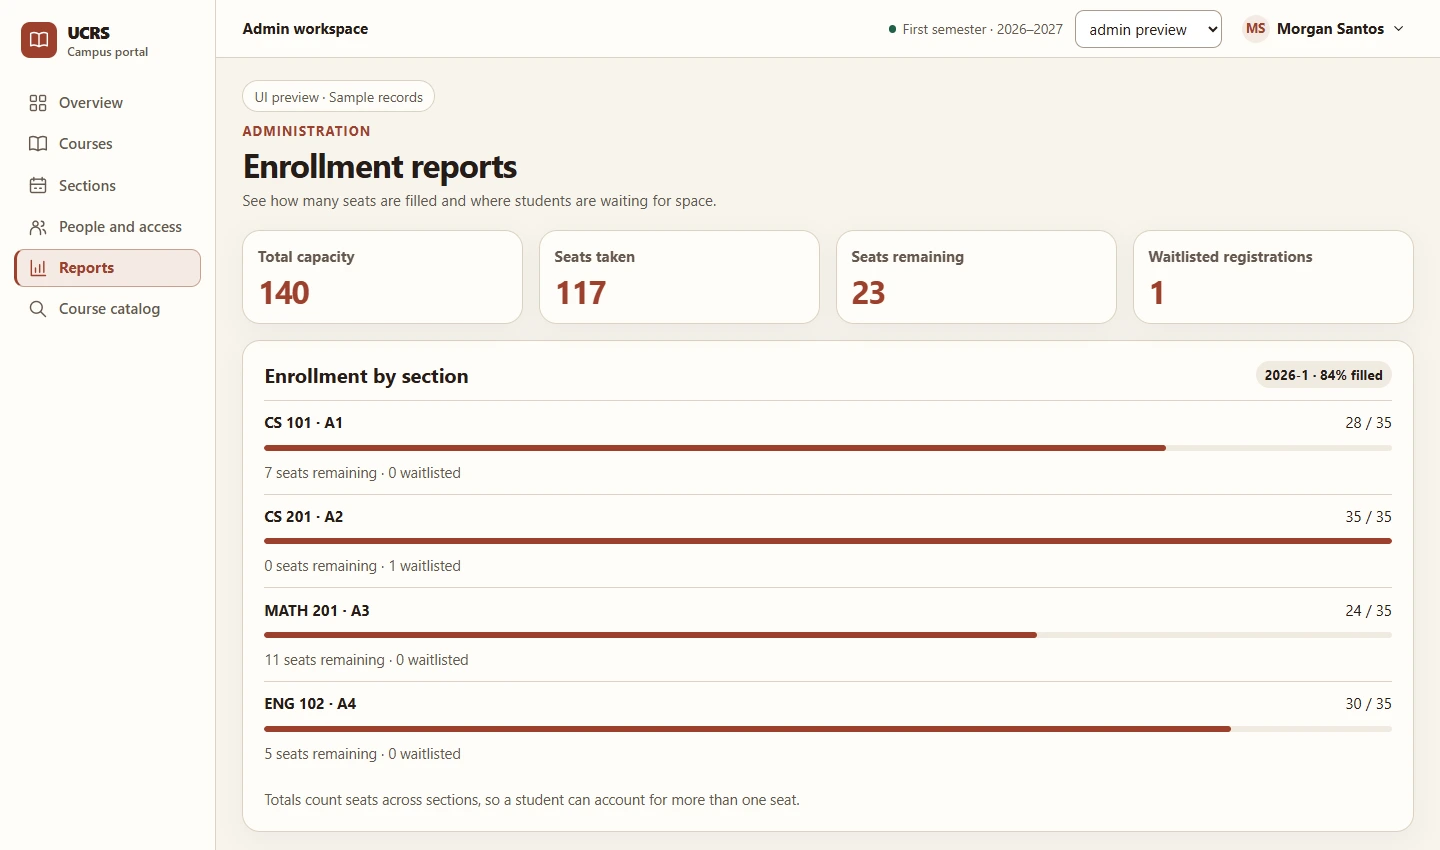 UCRS
Campus portal
Overview
Courses
Sections
People and access
Reports
Course catalog
Admin workspace
First semester · 2026–2027
admin preview
MS
Morgan Santos
UI preview · Sample records
ADMINISTRATION
Enrollment reports
See how many seats are filled and where students are waiting for space.
Total capacity
140
Seats taken
117
Seats remaining
23
Waitlisted registrations
1
Enrollment by section
2026-1 · 84% filled
CS 101 · A1
28 / 35
7 seats remaining · 0 waitlisted
CS 201 · A2
35 / 35
0 seats remaining · 1 waitlisted
MATH 201 · A3
24 / 35
11 seats remaining · 0 waitlisted
ENG 102 · A4
30 / 35
5 seats remaining · 0 waitlisted
Totals count seats across sections, so a student can account for more than one seat.